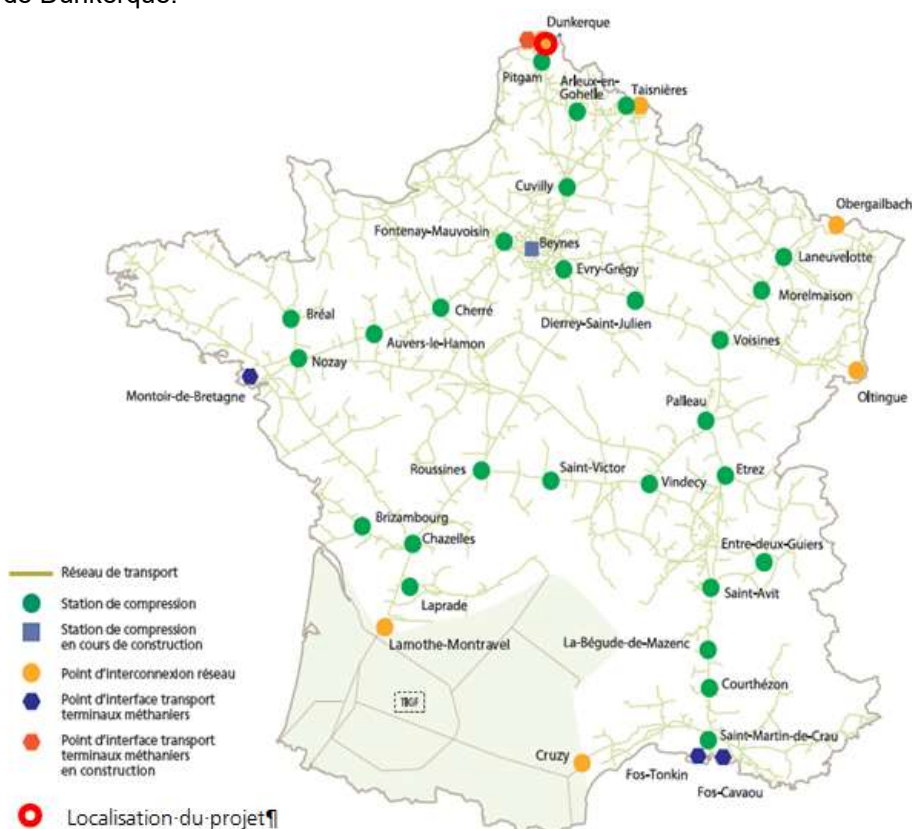 de Dunkerque.
Dunkerque
Pitgam
Arleux-en-
Gohelle
Taisnières
Cuvilly
Obergailbach
Fontenay-Mauvoisin
Beynes
Laneuvelotte
Evry-Grégy
Morelmaison
Bréal
Cherré
Dierrey-Saint-Julien
Auvers-le-Hamon
Voisines
Nozay
Montoir-de-Bretagne
Oltingue
Palleau
Roussines
Saint-Victor
Vindecy
Etrez
Brizambourg
Chazelles
Entre-deux-Guiers
Réseau de transport
Station de compression
Laprade
Saint-Avit
Station de compression
en cours de construction
Lamothe-Montravel
La-Bégude-de-Mazenc
Point d'interconnexion réseau
Courthézon
Point d'interface transport
terminaux méthaniers
TIGF
Point d'interface transport
terminaux méthaniers
en construction
Cruzy
Saint-Martin-de-Crau
Fos-Tonkin
Fos-Cavaou
Localisation·du·projet¶